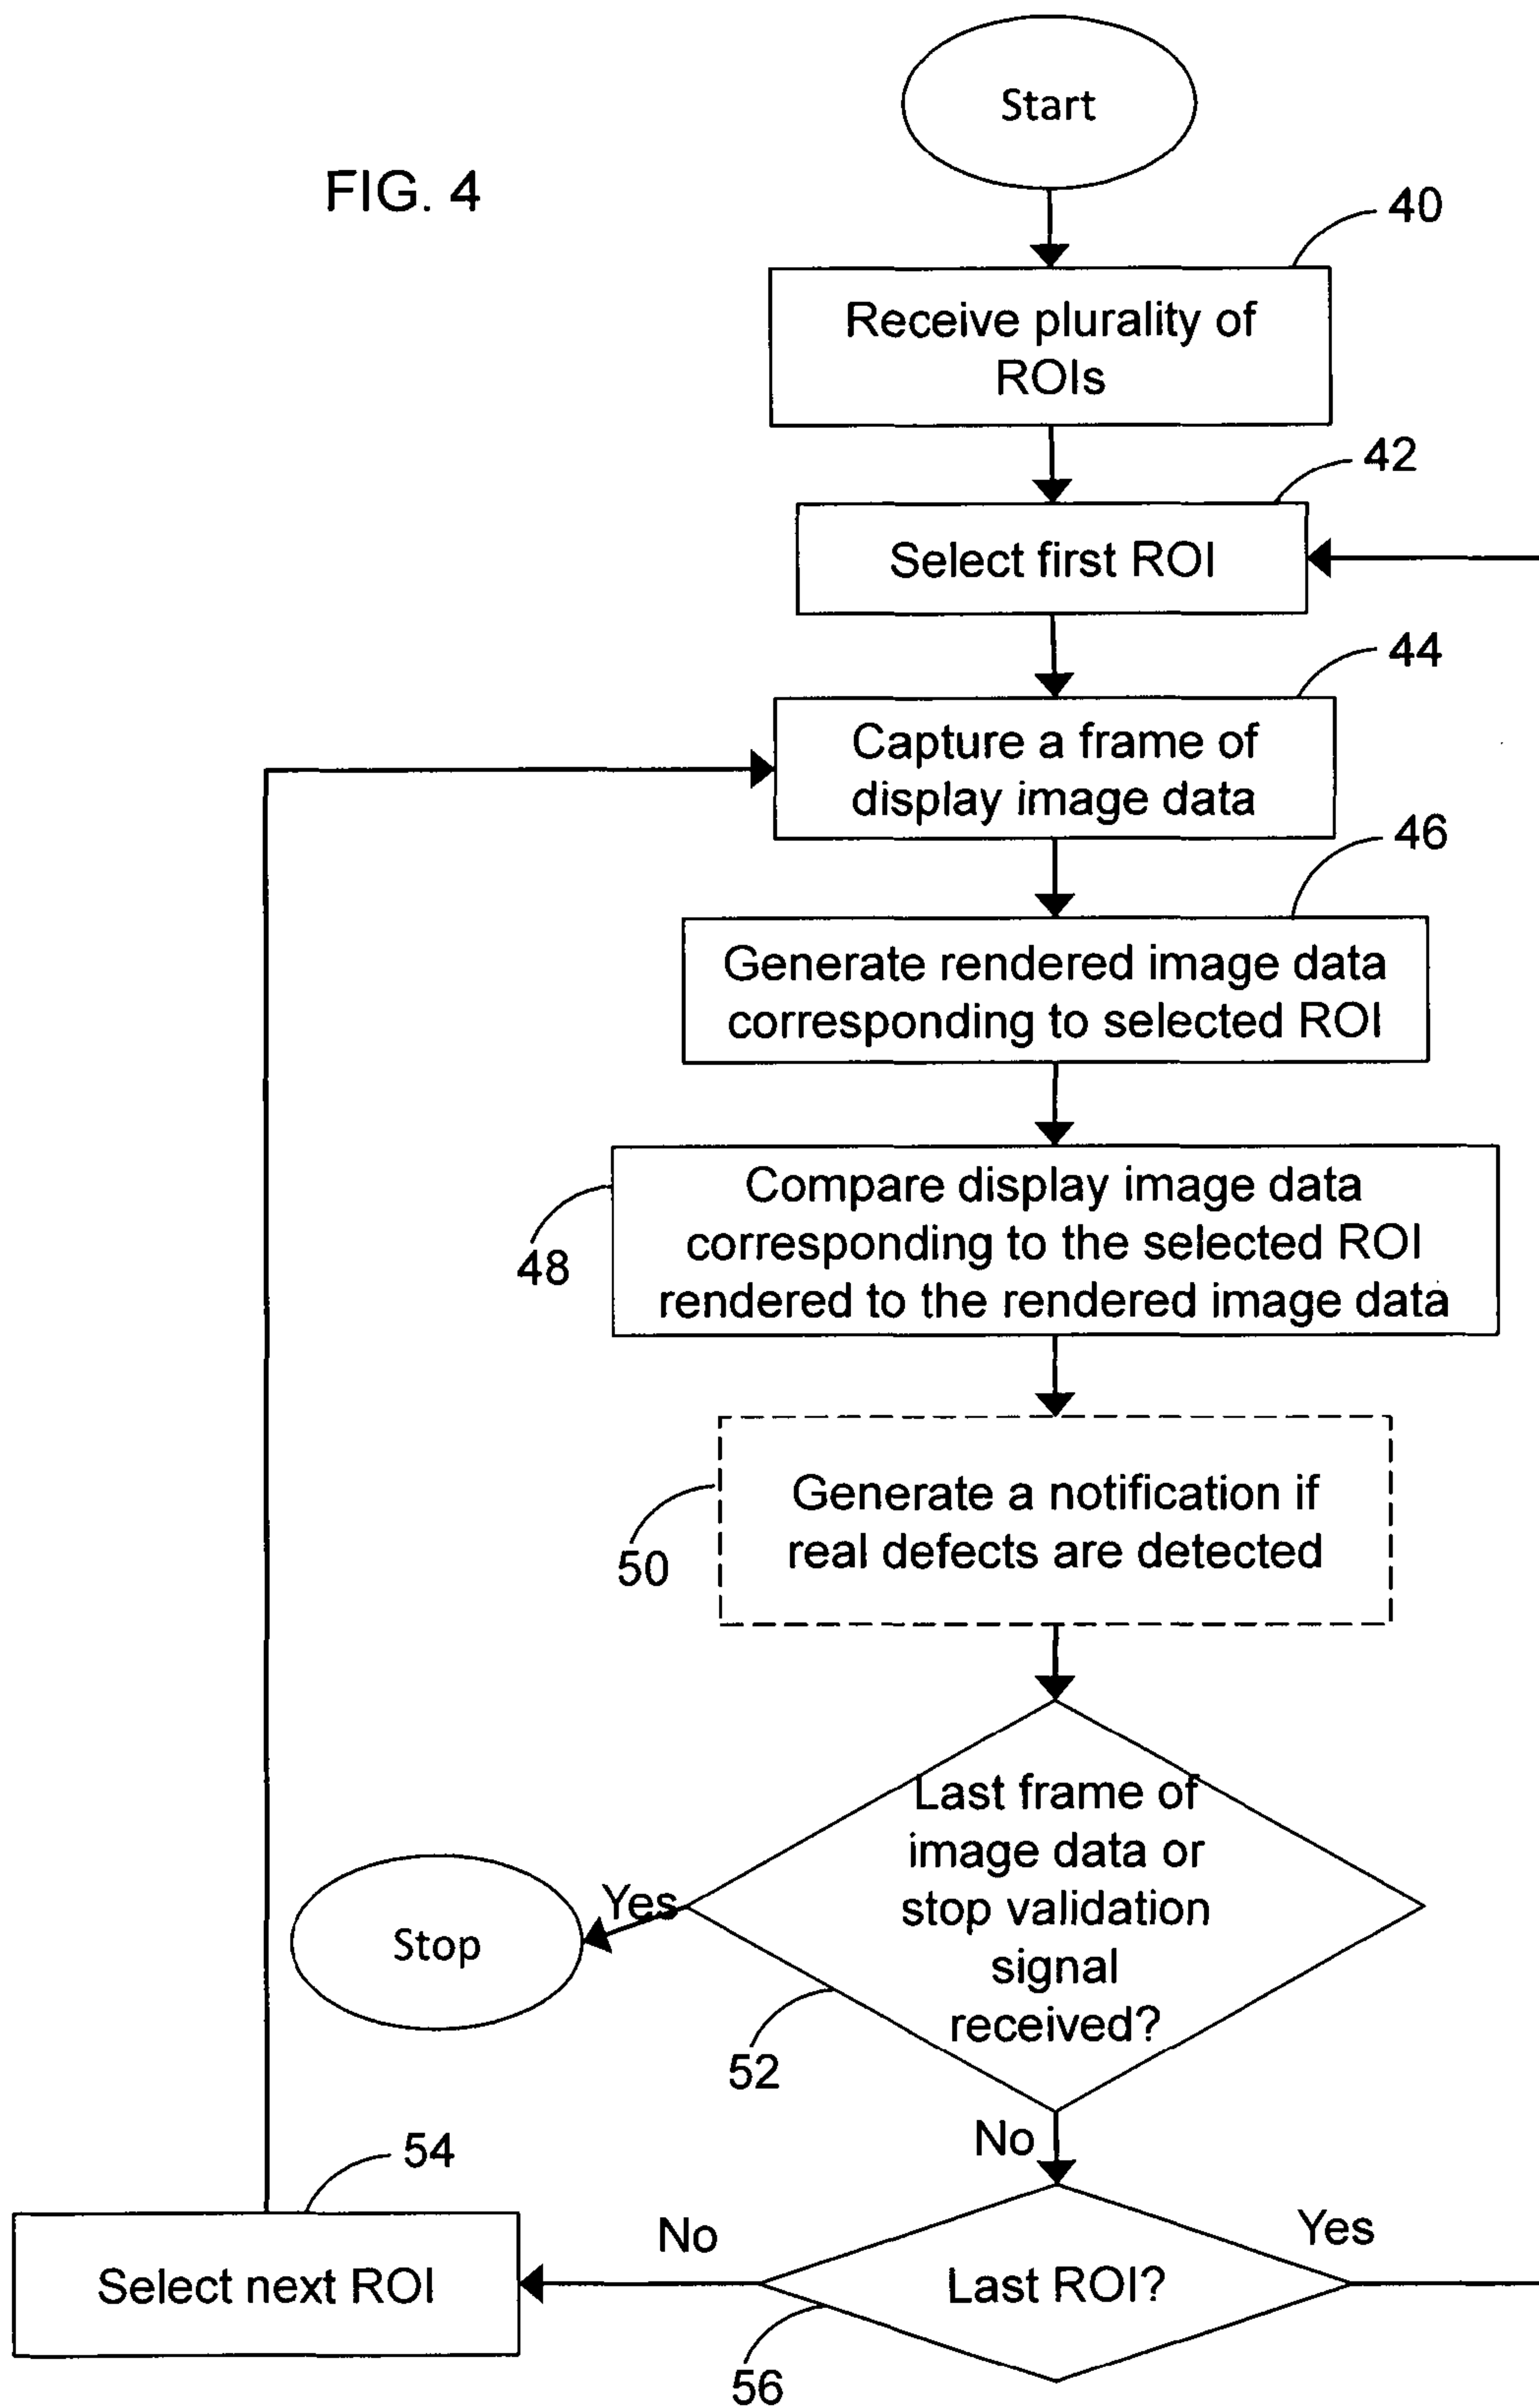 Start
FIG. 4
40
Receive plurality of
ROIs
42
Select first ROI
44
Capture a frame of
display image data
46
Generate rendered image data
corresponding to selected ROI
Compare display image data
corresponding to the selected ROI
rendered to the rendered image data
48
Generate a notification if
real defects are detected
50
Last frame of
image data or
stop validation
signal
received?
Yes
Stop
52
No
54
Select next ROI
No
Last ROI?
Yes
56